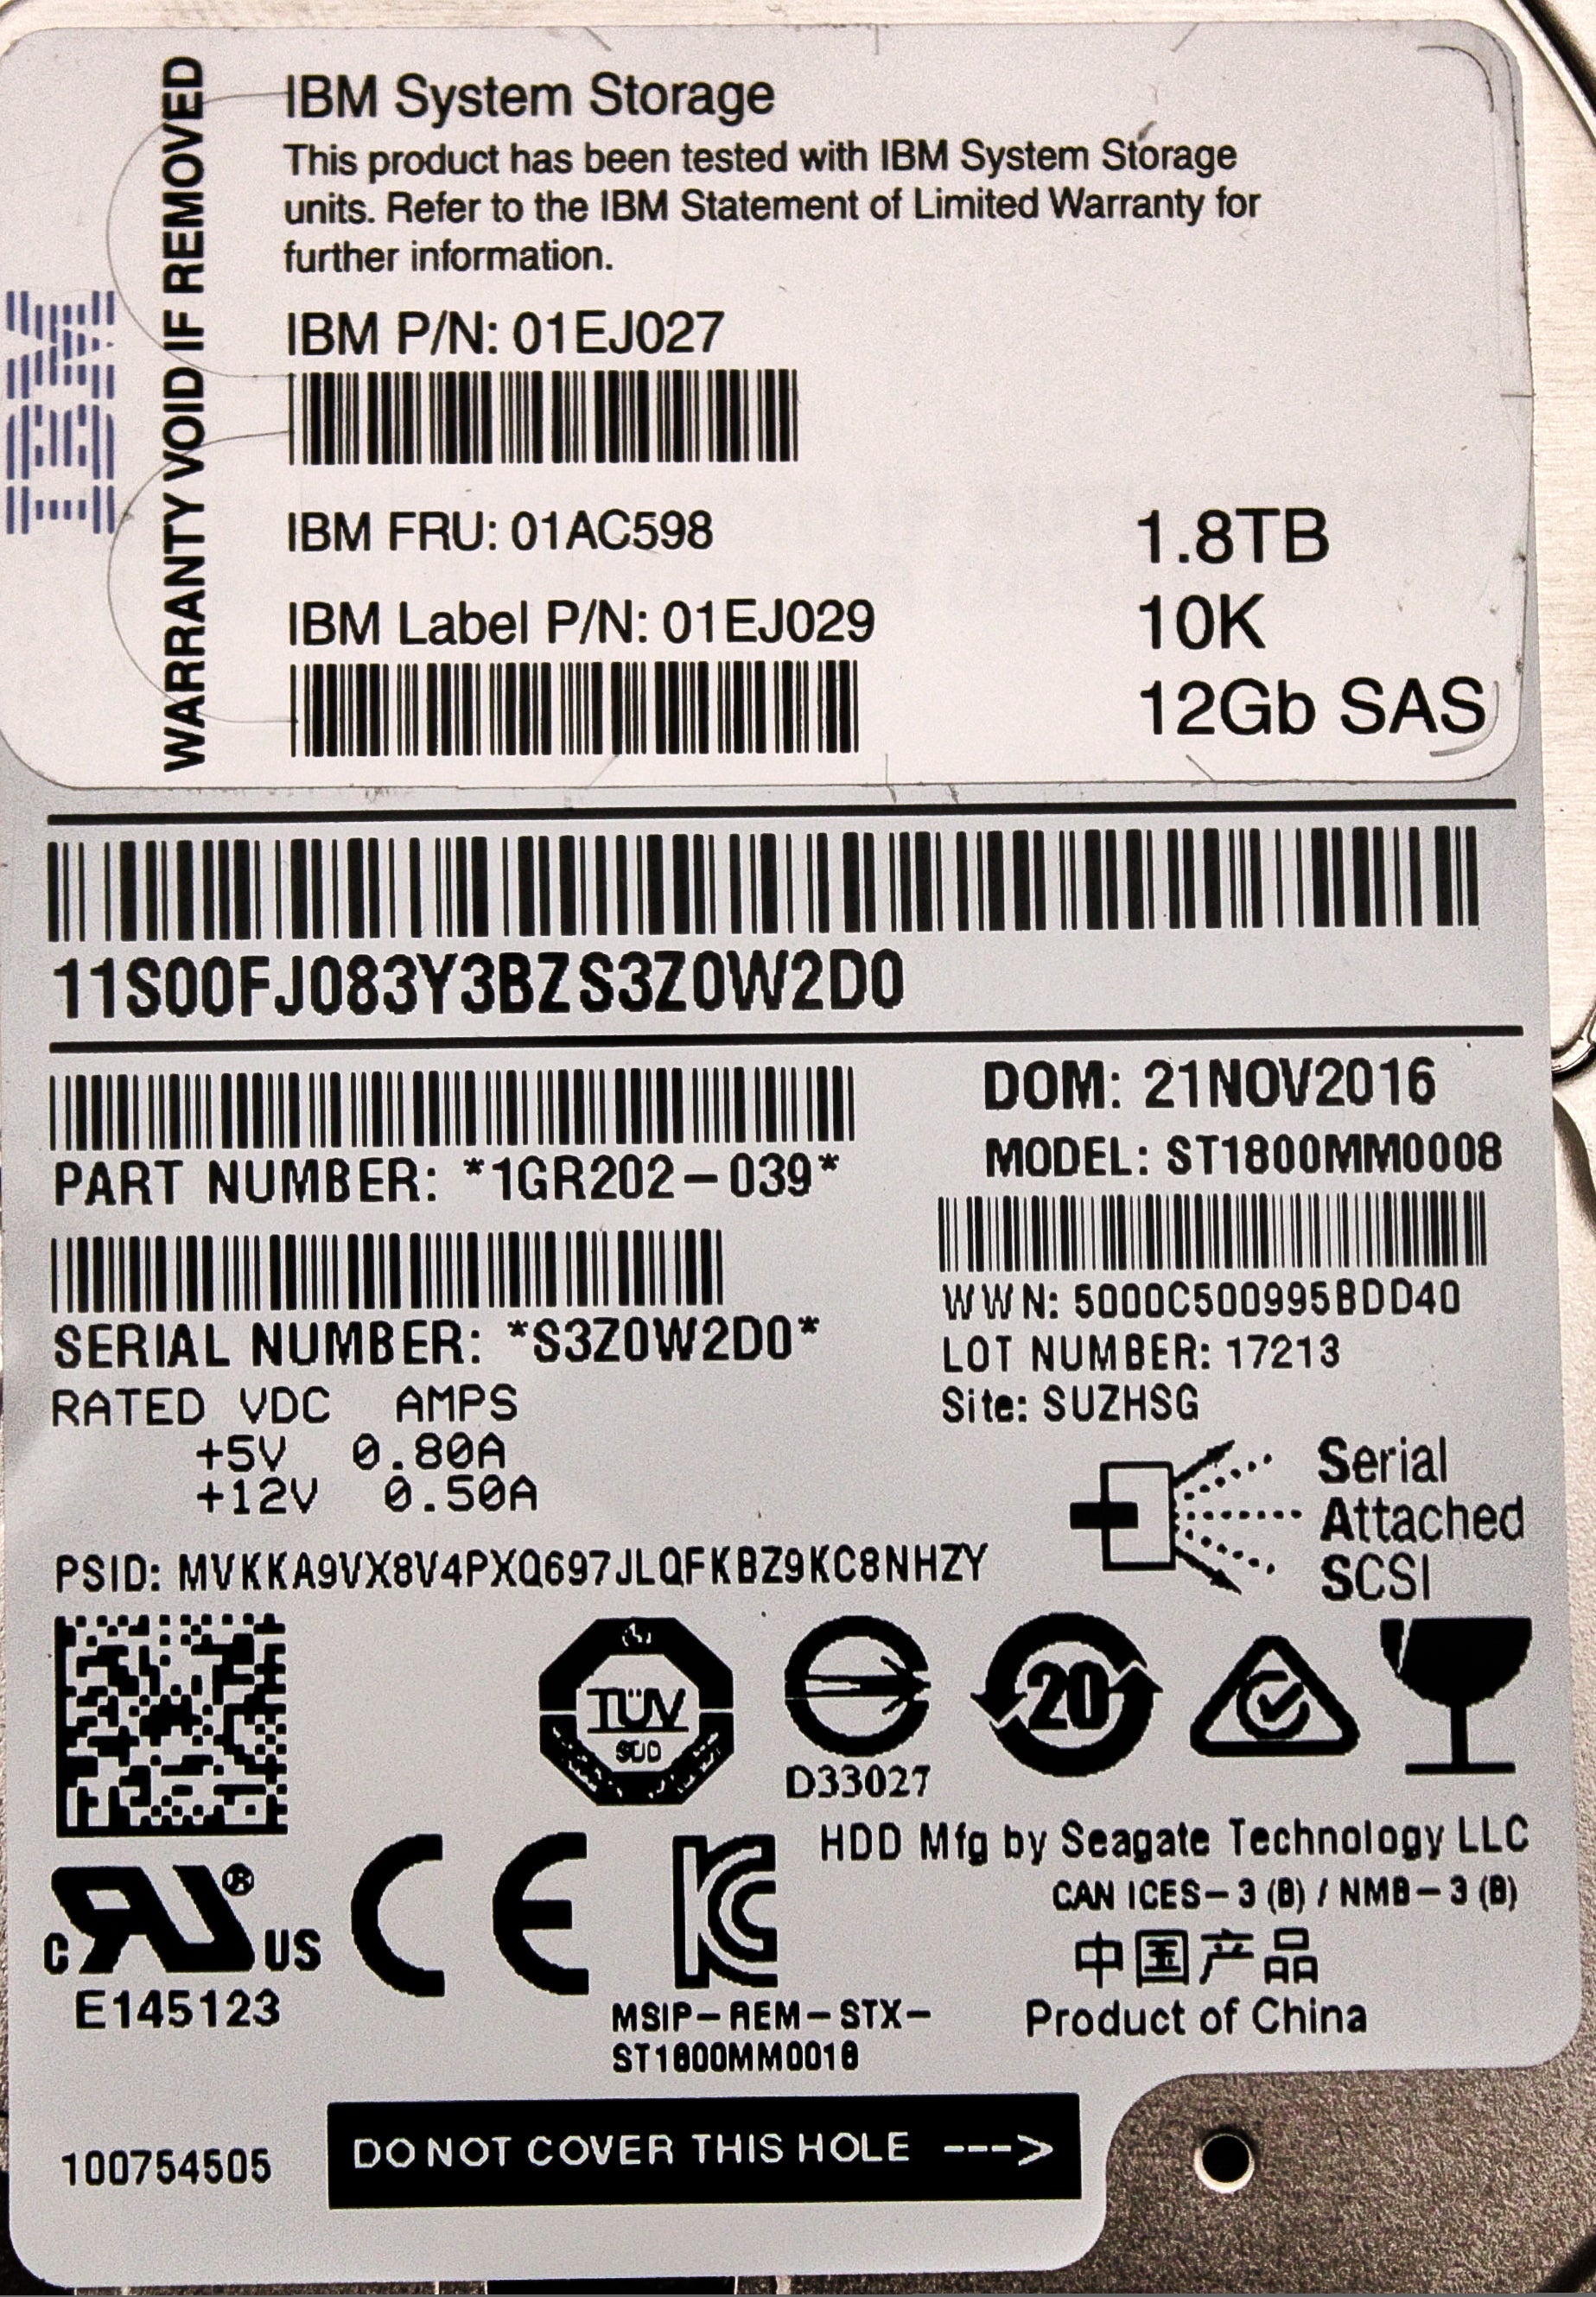 IBM
WARRANTY VOID IF REMOVED
IBM System Storage
This product has been tested with IBM System Storage
units. Refer to the IBM Statement of Limited Warranty for
further information.
IBM P/N: 01EJ027
IBM FRU: 01AC598
IBM Label P/N: 01EJ029
1.8TB
10K
12Gb SAS
11S00FJ083Y3BZS3Z0W2D0
PART NUMBER: *1GR202-039*
SERIAL NUMBER: *S3Z0W2D0*
RATED VDC AMPS
+5V 0.80A
+12V 0.50A
DOM: 21NOV2016
MODEL: ST1800MM0008
WWN: 5000C500995BDD40
LOT NUMBER: 17213
Site: SUZHSG
Serial
Attached
SCSI
PSID: MVKKA9VX8V4PXQ697JLQFKBZ9KC8NHZY
TÜV
SÜD
D33027
20
HDD Mfg by Seagate Technology LLC
CAN ICES-3 (B) / NMB-3 (B)
中国产品
Product of China
c RU ® US
E145123
CE
KC
MSIP-REM-STX-
ST1800MM0018
100754505
DO NOT COVER THIS HOLE --->